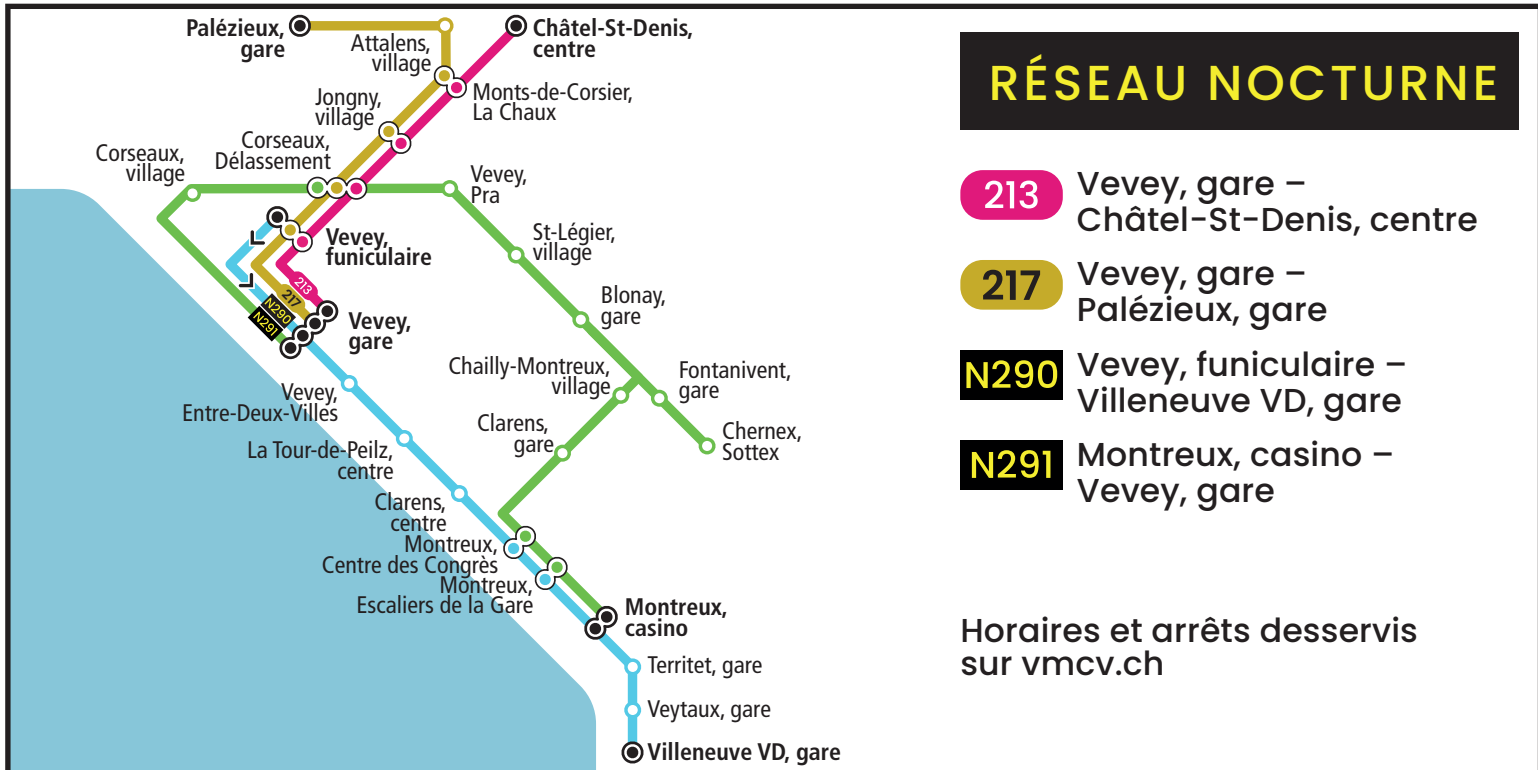 Palézieux,
gare
Attalens,
village
Châtel-St-Denis,
centre
Jongny,
village
Monts-de-Corsier,
La Chaux
Corseaux,
Délassement
Corseaux,
village
Vevey,
Pra
Vevey,
funiculaire
St-Légier,
village
213
217
N290
N291
Vevey,
gare
Blonay,
gare
Chailly-Montreux,
village
Fontanivent,
gare
Vevey,
Entre-Deux-Villes
Clarens,
gare
Chernex,
Sottex
La Tour-de-Peilz,
centre
Clarens,
centre
Montreux,
Centre des Congrès
Montreux,
Escaliers de la Gare
Montreux,
casino
Territet, gare
Veytaux, gare
Villeneuve VD, gare
RÉSEAU NOCTURNE
213 Vevey, gare –
Châtel-St-Denis, centre
217 Vevey, gare –
Palézieux, gare
N290 Vevey, funiculaire –
Villeneuve VD, gare
N291 Montreux, casino –
Vevey, gare
Horaires et arrêts desservis
sur vmcv.ch